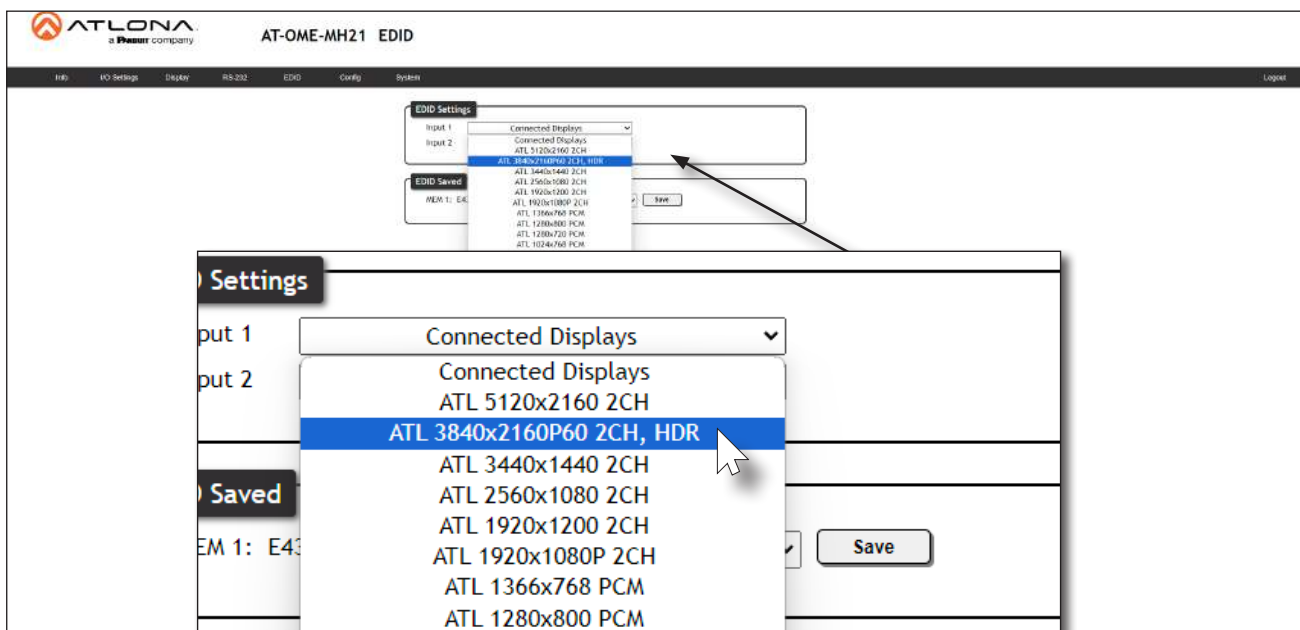 ATLONA.
a Panduit company
AT-OME-MH21 EDID
Info I/O Settings Display RS-232 EDID Config System Logout
EDID Settings
Input 1 Connected Displays
Input 2 Connected Displays
ATL 5120x2160 2CH
ATL 3840x2160P60 2CH, HDR
ATL 3440x1440 2CH
EDID Saved ATL 2560x1080 2CH
ATL 1920x1200 2CH
MEM 1: E4 ATL 1920x1080P 2CH Save
ATL 1366x768 PCM
ATL 1280x800 PCM
ATL 1280x720 PCM
ATL 1024x768 PCM
) Settings
put 1 Connected Displays
put 2 Connected Displays
ATL 5120x2160 2CH
ATL 3840x2160P60 2CH, HDR
ATL 3440x1440 2CH
) Saved ATL 2560x1080 2CH
ATL 1920x1200 2CH
EM 1: E43 Save
ATL 1920x1080P 2CH
ATL 1366x768 PCM
ATL 1280x800 PCM